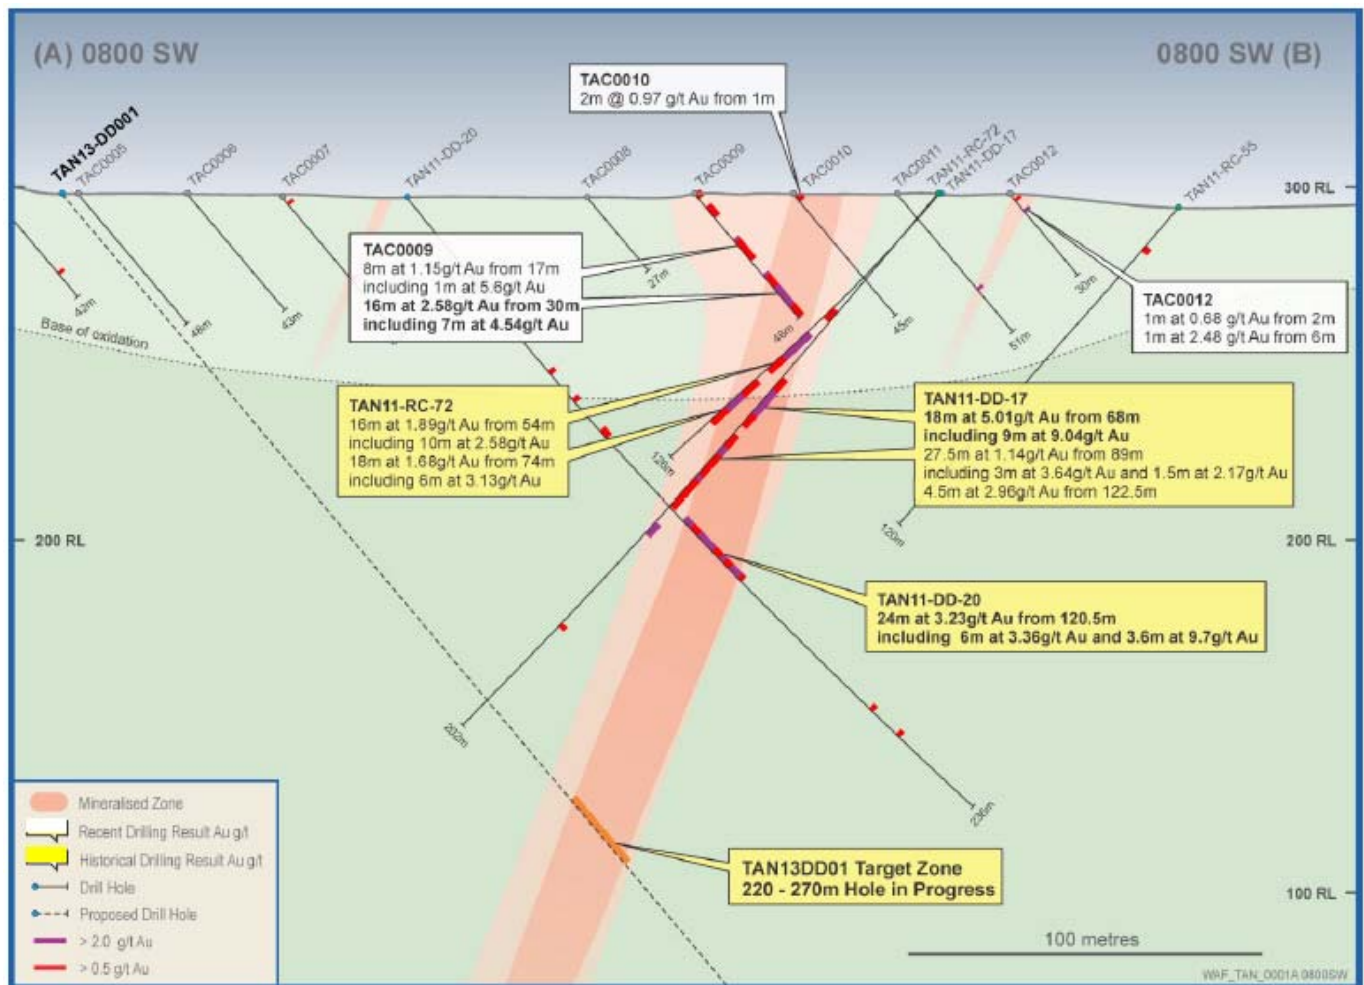 (A) 0800 SW
0800 SW (B)
TAC0010
2m @ 0.97 g/t Au from 1m
TAN13-DD001
TAC0005
TAC0006
TAC0007
TAN11-DD-20
TAC0008
TAC0009
TAC0010
TAC0011
TAN11-RC-72
TAN11-DD-17
TAC0012
TAN11-RC-55
300 RL
TAC0009
8m at 1.15g/t Au from 17m
including 1m at 5.6g/t Au
16m at 2.58g/t Au from 30m
including 7m at 4.54g/t Au
TAC0012
1m at 0.68 g/t Au from 2m
1m at 2.48 g/t Au from 6m
42m
48m
43m
27m
48m
45m
51m
30m
Base of oxidation
TAN11-RC-72
16m at 1.89g/t Au from 54m
including 10m at 2.58g/t Au
18m at 1.68g/t Au from 74m
including 6m at 3.13g/t Au
TAN11-DD-17
18m at 5.01g/t Au from 68m
including 9m at 9.04g/t Au
27.5m at 1.14g/t Au from 89m
including 3m at 3.64g/t Au and 1.5m at 2.17g/t Au
4.5m at 2.96g/t Au from 122.5m
126m
120m
200 RL
200 RL
TAN11-DD-20
24m at 3.23g/t Au from 120.5m
including 6m at 3.36g/t Au and 3.6m at 9.7g/t Au
202m
236m
TAN13DD01 Target Zone
220 - 270m Hole in Progress
100 RL
100 metres
Mineralised Zone
Recent Drilling Result Au g/t
Historical Drilling Result Au g/t
Drill Hole
Proposed Drill Hole
> 2.0 g/t Au
> 0.5 g/t Au
WAF_TAN_0001A 0800SW